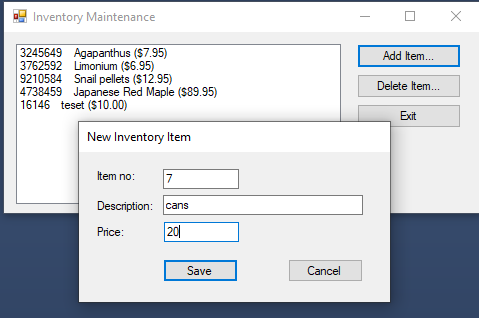 Inventory Maintenance
3245649 Agapanthus ($7.95)
3762592 Limonium ($6.95)
9210584 Snail pellets ($12.95)
4738459 Japanese Red Maple ($89.95)
16146 teset ($10.00)
Add Item...
Delete Item...
Exit
New Inventory Item
Item no: 7
Description: cans
Price: 20
Save Cancel